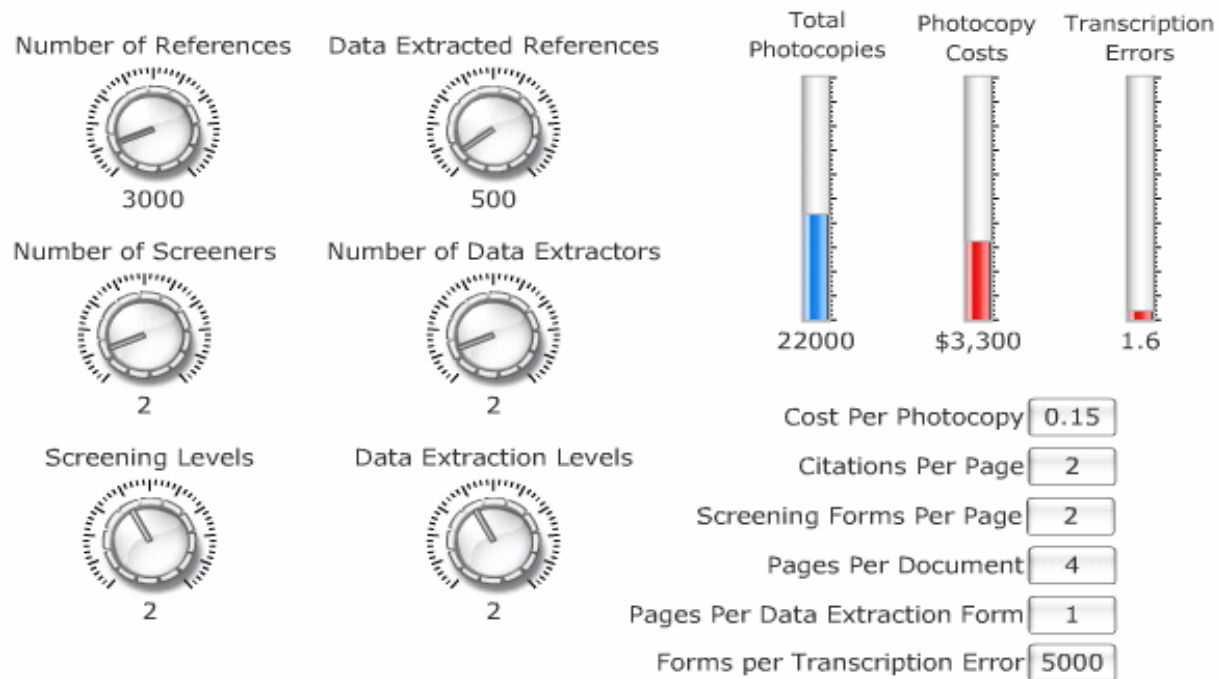 Number of References
3000
Data Extracted References
500
Number of Screeners
2
Number of Data Extractors
2
Screening Levels
2
Data Extraction Levels
2
Total
Photocopies
22000
Photocopy
Costs
$3,300
Transcription
Errors
1.6
Cost Per Photocopy 0.15
Citations Per Page 2
Screening Forms Per Page 2
Pages Per Document 4
Pages Per Data Extraction Form 1
Forms per Transcription Error 5000